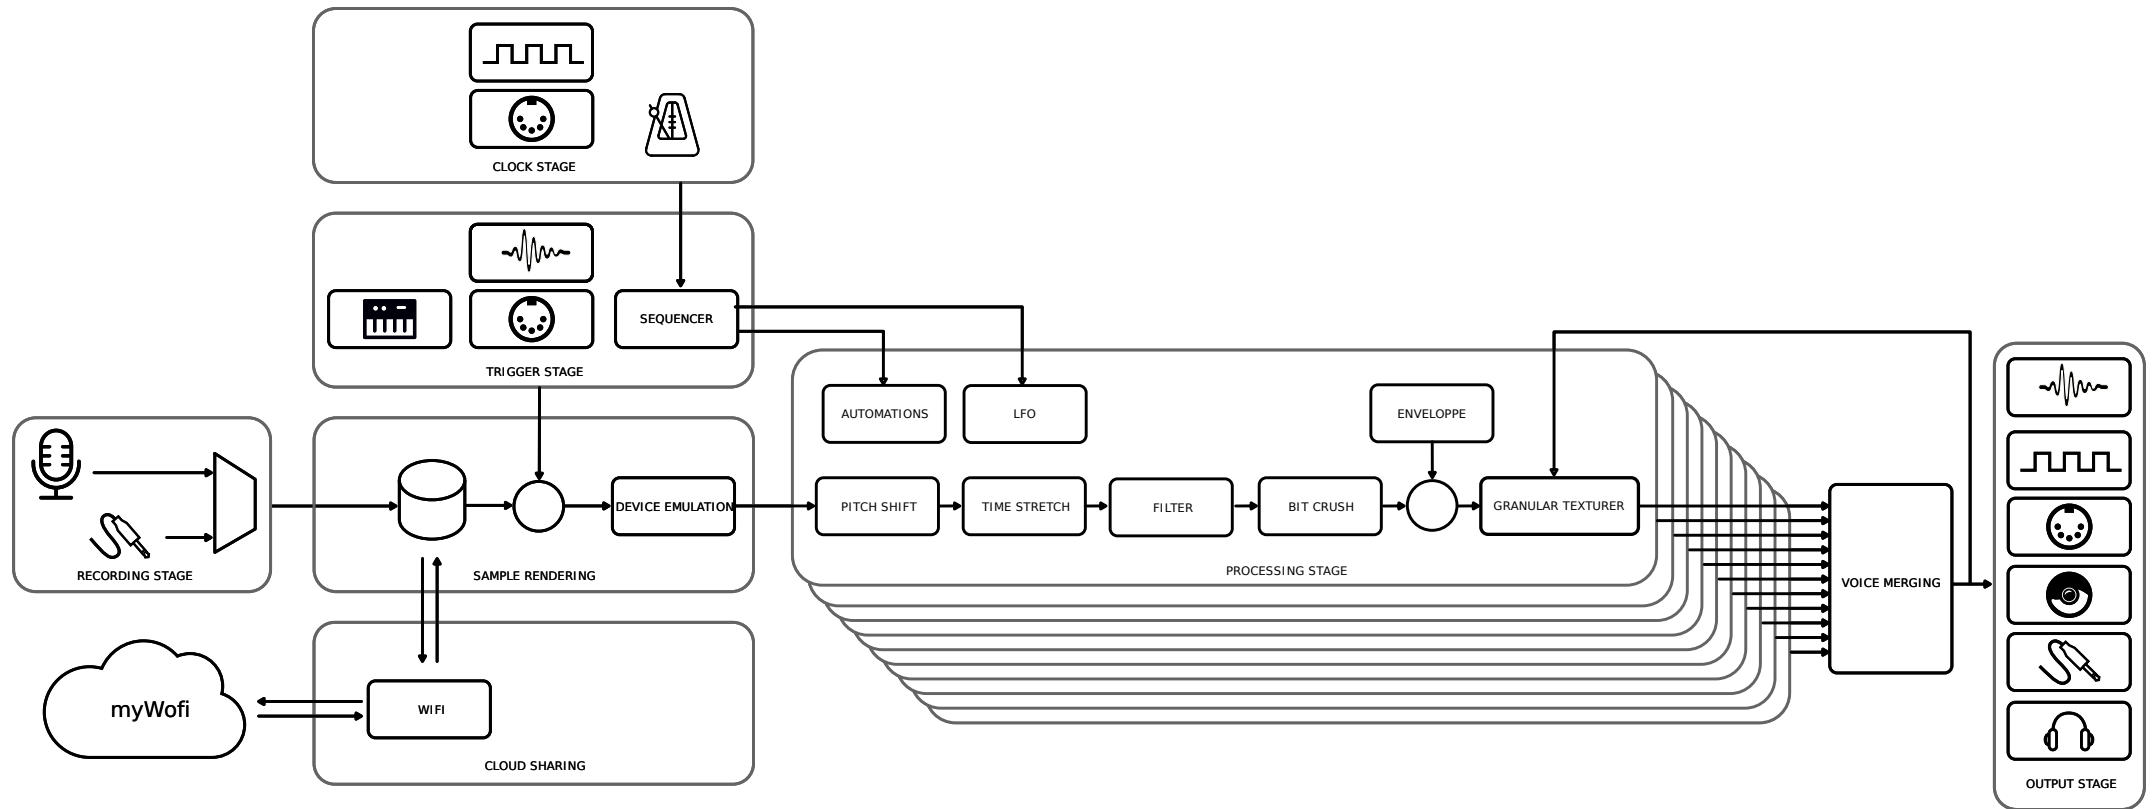 CLOCK STAGE
SEQUENCER
TRIGGER STAGE
AUTOMATIONS
LFO
ENVELOPPE
DEVICE EMULATION
PITCH SHIFT
TIME STRETCH
FILTER
BIT CRUSH
GRANULAR TEXTURER
RECORDING STAGE
SAMPLE RENDERING
PROCESSING STAGE
VOICE MERGING
myWofi
WIFI
CLOUD SHARING
OUTPUT STAGE